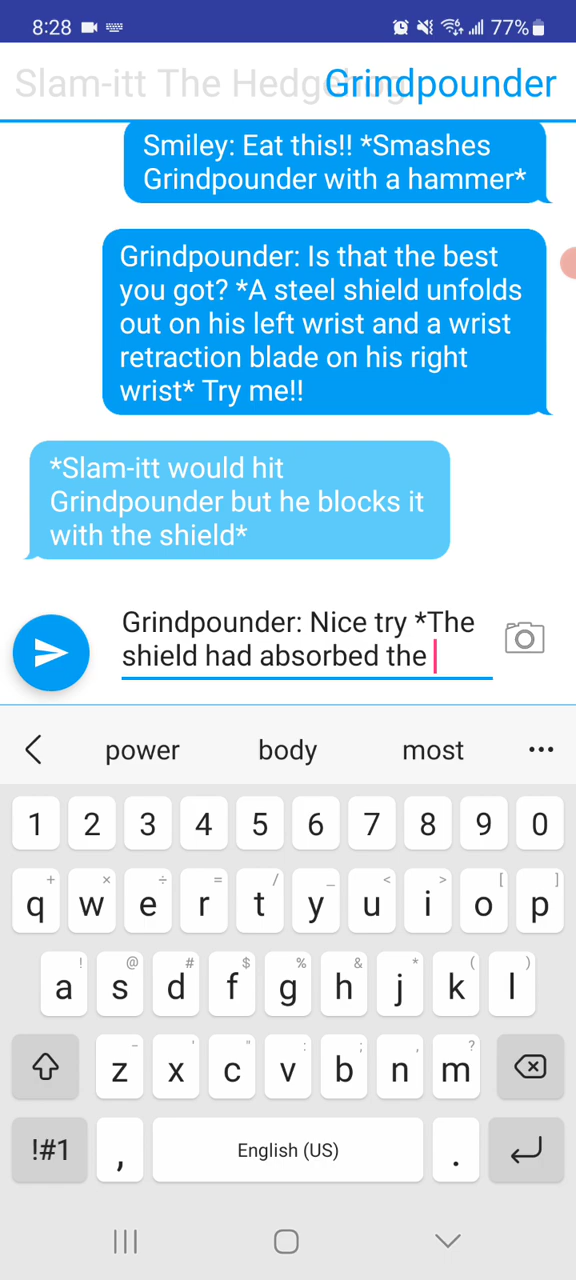 8:28 77%
Slam-itt The Hedgehog Grindpounder
Smiley: Eat this!! *Smashes
Grindpounder with a hammer*
Grindpounder: Is that the best
you got? *A steel shield unfolds
out on his left wrist and a wrist
retraction blade on his right
wrist* Try me!!
*Slam-itt would hit
Grindpounder but he blocks it
with the shield*
Grindpounder: Nice try *The
shield had absorbed the
power body most •••
1 2 3 4 5 6 7 8 9 0
+ × ÷ = / _ < > [ ]
q w e r t y u i o p
! @ # $ % & * ( )
a s d f g h j k l
- ' " : ; , ?
z x c v b n m
!#1 , English (US) .